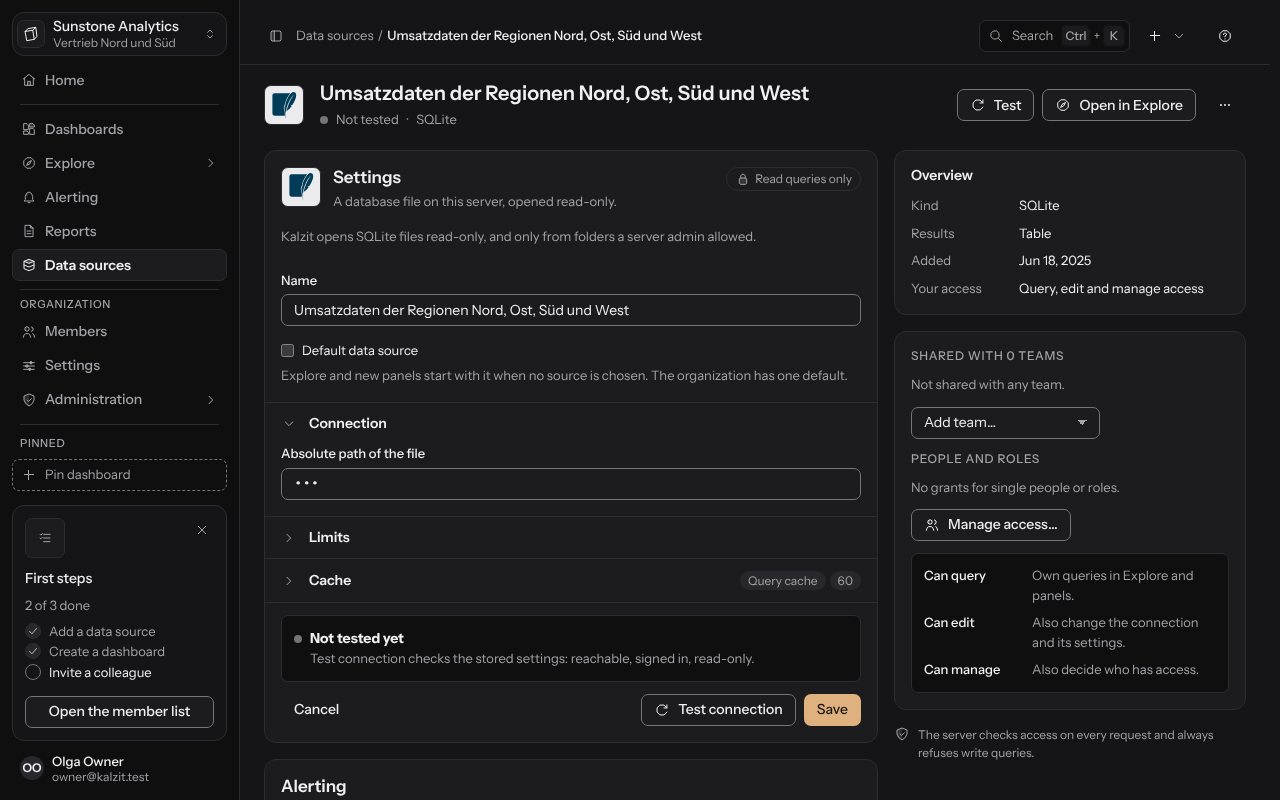 Sunstone Analytics
Vertrieb Nord und Süd
Home
Dashboards
Explore
Alerting
Reports
Data sources
ORGANIZATION
Members
Settings
Administration
PINNED
Pin dashboard
First steps
2 of 3 done
Add a data source
Create a dashboard
Invite a colleague
Open the member list
OO
Olga Owner
owner@kalzit.test
Data sources / Umsatzdaten der Regionen Nord, Ost, Süd und West
Search Ctrl + K
Umsatzdaten der Regionen Nord, Ost, Süd und West
Not tested · SQLite
Test
Open in Explore
Settings
Read queries only
A database file on this server, opened read-only.
Kalzit opens SQLite files read-only, and only from folders a server admin allowed.
Name
Umsatzdaten der Regionen Nord, Ost, Süd und West
Default data source
Explore and new panels start with it when no source is chosen. The organization has one default.
Connection
Absolute path of the file
•••
Limits
Cache
Query cache 60
Not tested yet
Test connection checks the stored settings: reachable, signed in, read-only.
Cancel
Test connection
Save
Alerting
Overview
Kind SQLite
Results Table
Added Jun 18, 2025
Your access Query, edit and manage access
SHARED WITH 0 TEAMS
Not shared with any team.
Add team...
PEOPLE AND ROLES
No grants for single people or roles.
Manage access...
Can query Own queries in Explore and
panels.
Can edit Also change the connection
and its settings.
Can manage Also decide who has access.
The server checks access on every request and always
refuses write queries.